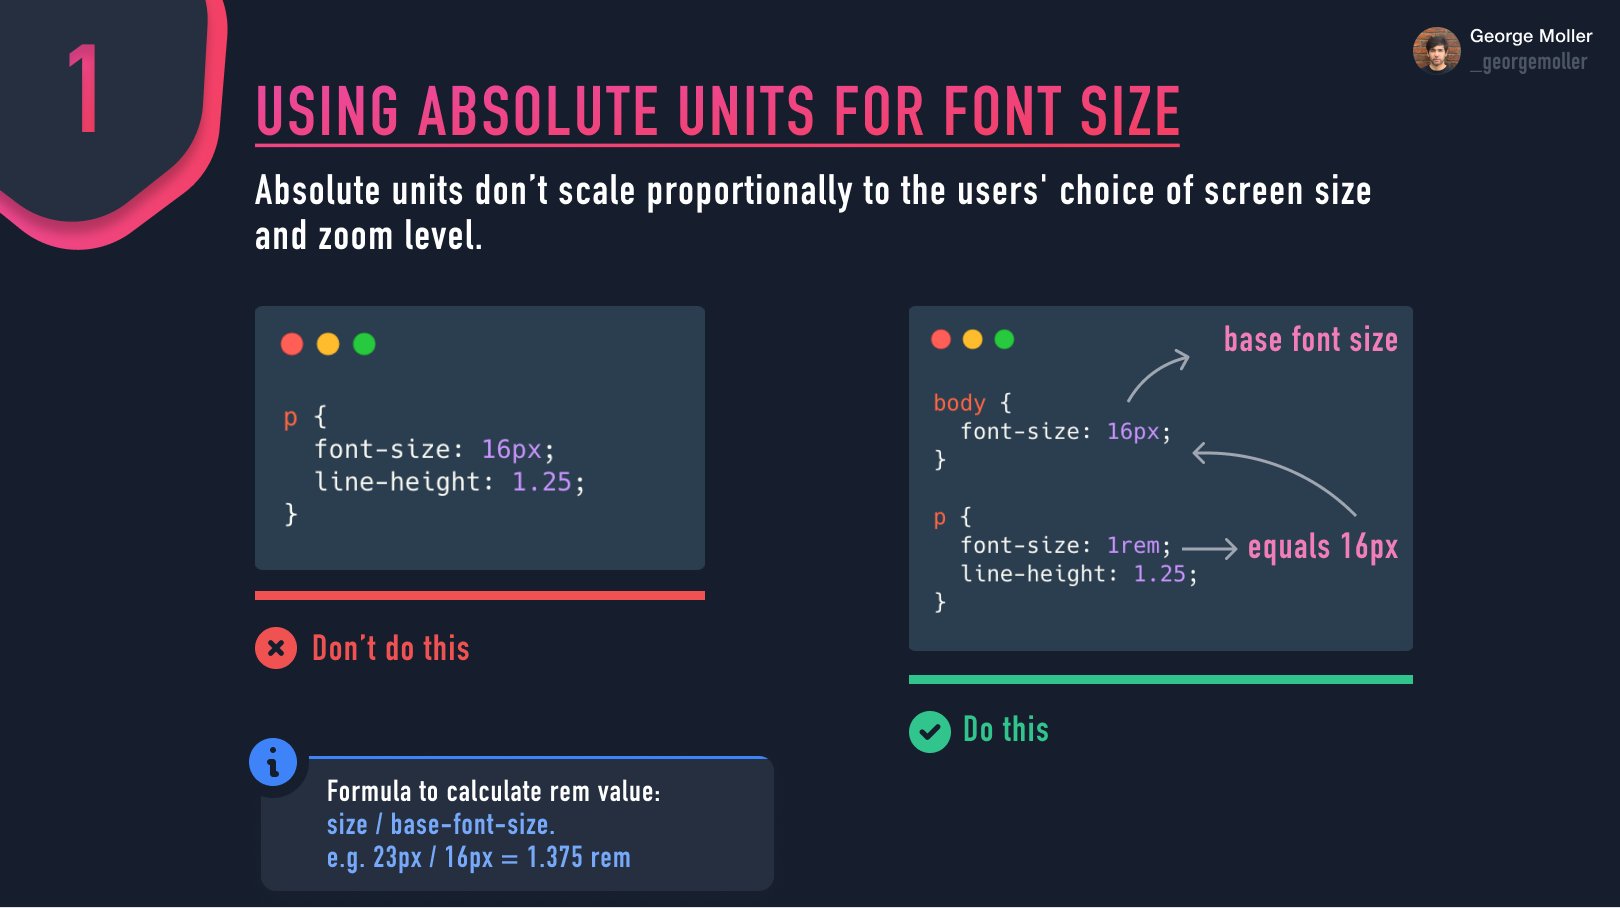 1
George Moller
_georgemoller
USING ABSOLUTE UNITS FOR FONT SIZE
Absolute units don’t scale proportionally to the users' choice of screen size
and zoom level.
p {
  font-size: 16px;
  line-height: 1.25;
}
Don’t do this
base font size
body {
  font-size: 16px;
}
p {
  font-size: 1rem;
equals 16px
  line-height: 1.25;
}
Do this
Formula to calculate rem value:
size / base-font-size.
e.g. 23px / 16px = 1.375 rem